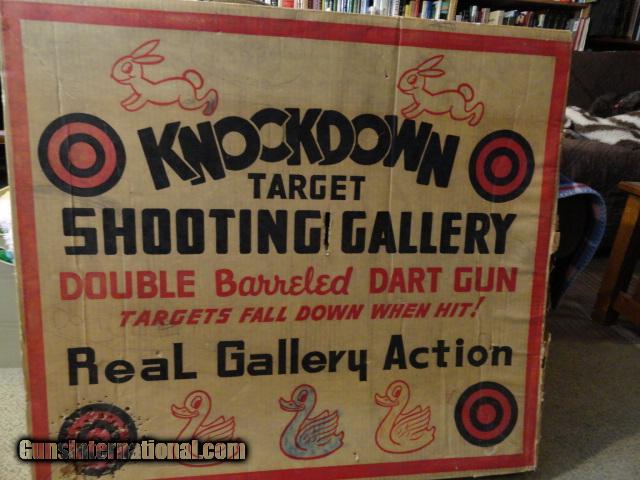 KNOCKDOWN
TARGET
SHOOTING GALLERY
DOUBLE Barreled DART GUN
TARGETS FALL DOWN WHEN HIT!
Real Gallery Action
GunsInternational.com